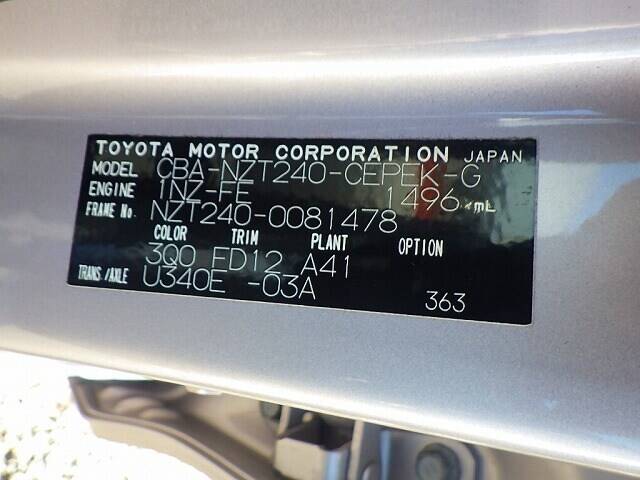 TOYOTA MOTOR CORPORATION JAPAN
MODEL CBA-NZT240-CEPEK-G
ENGINE 1NZ-FE 1496 mL
FRAME No. NZT240-0081478
COLOR TRIM PLANT OPTION
3Q0 FD12 A41
TRANS/AXLE U340E -03A 363